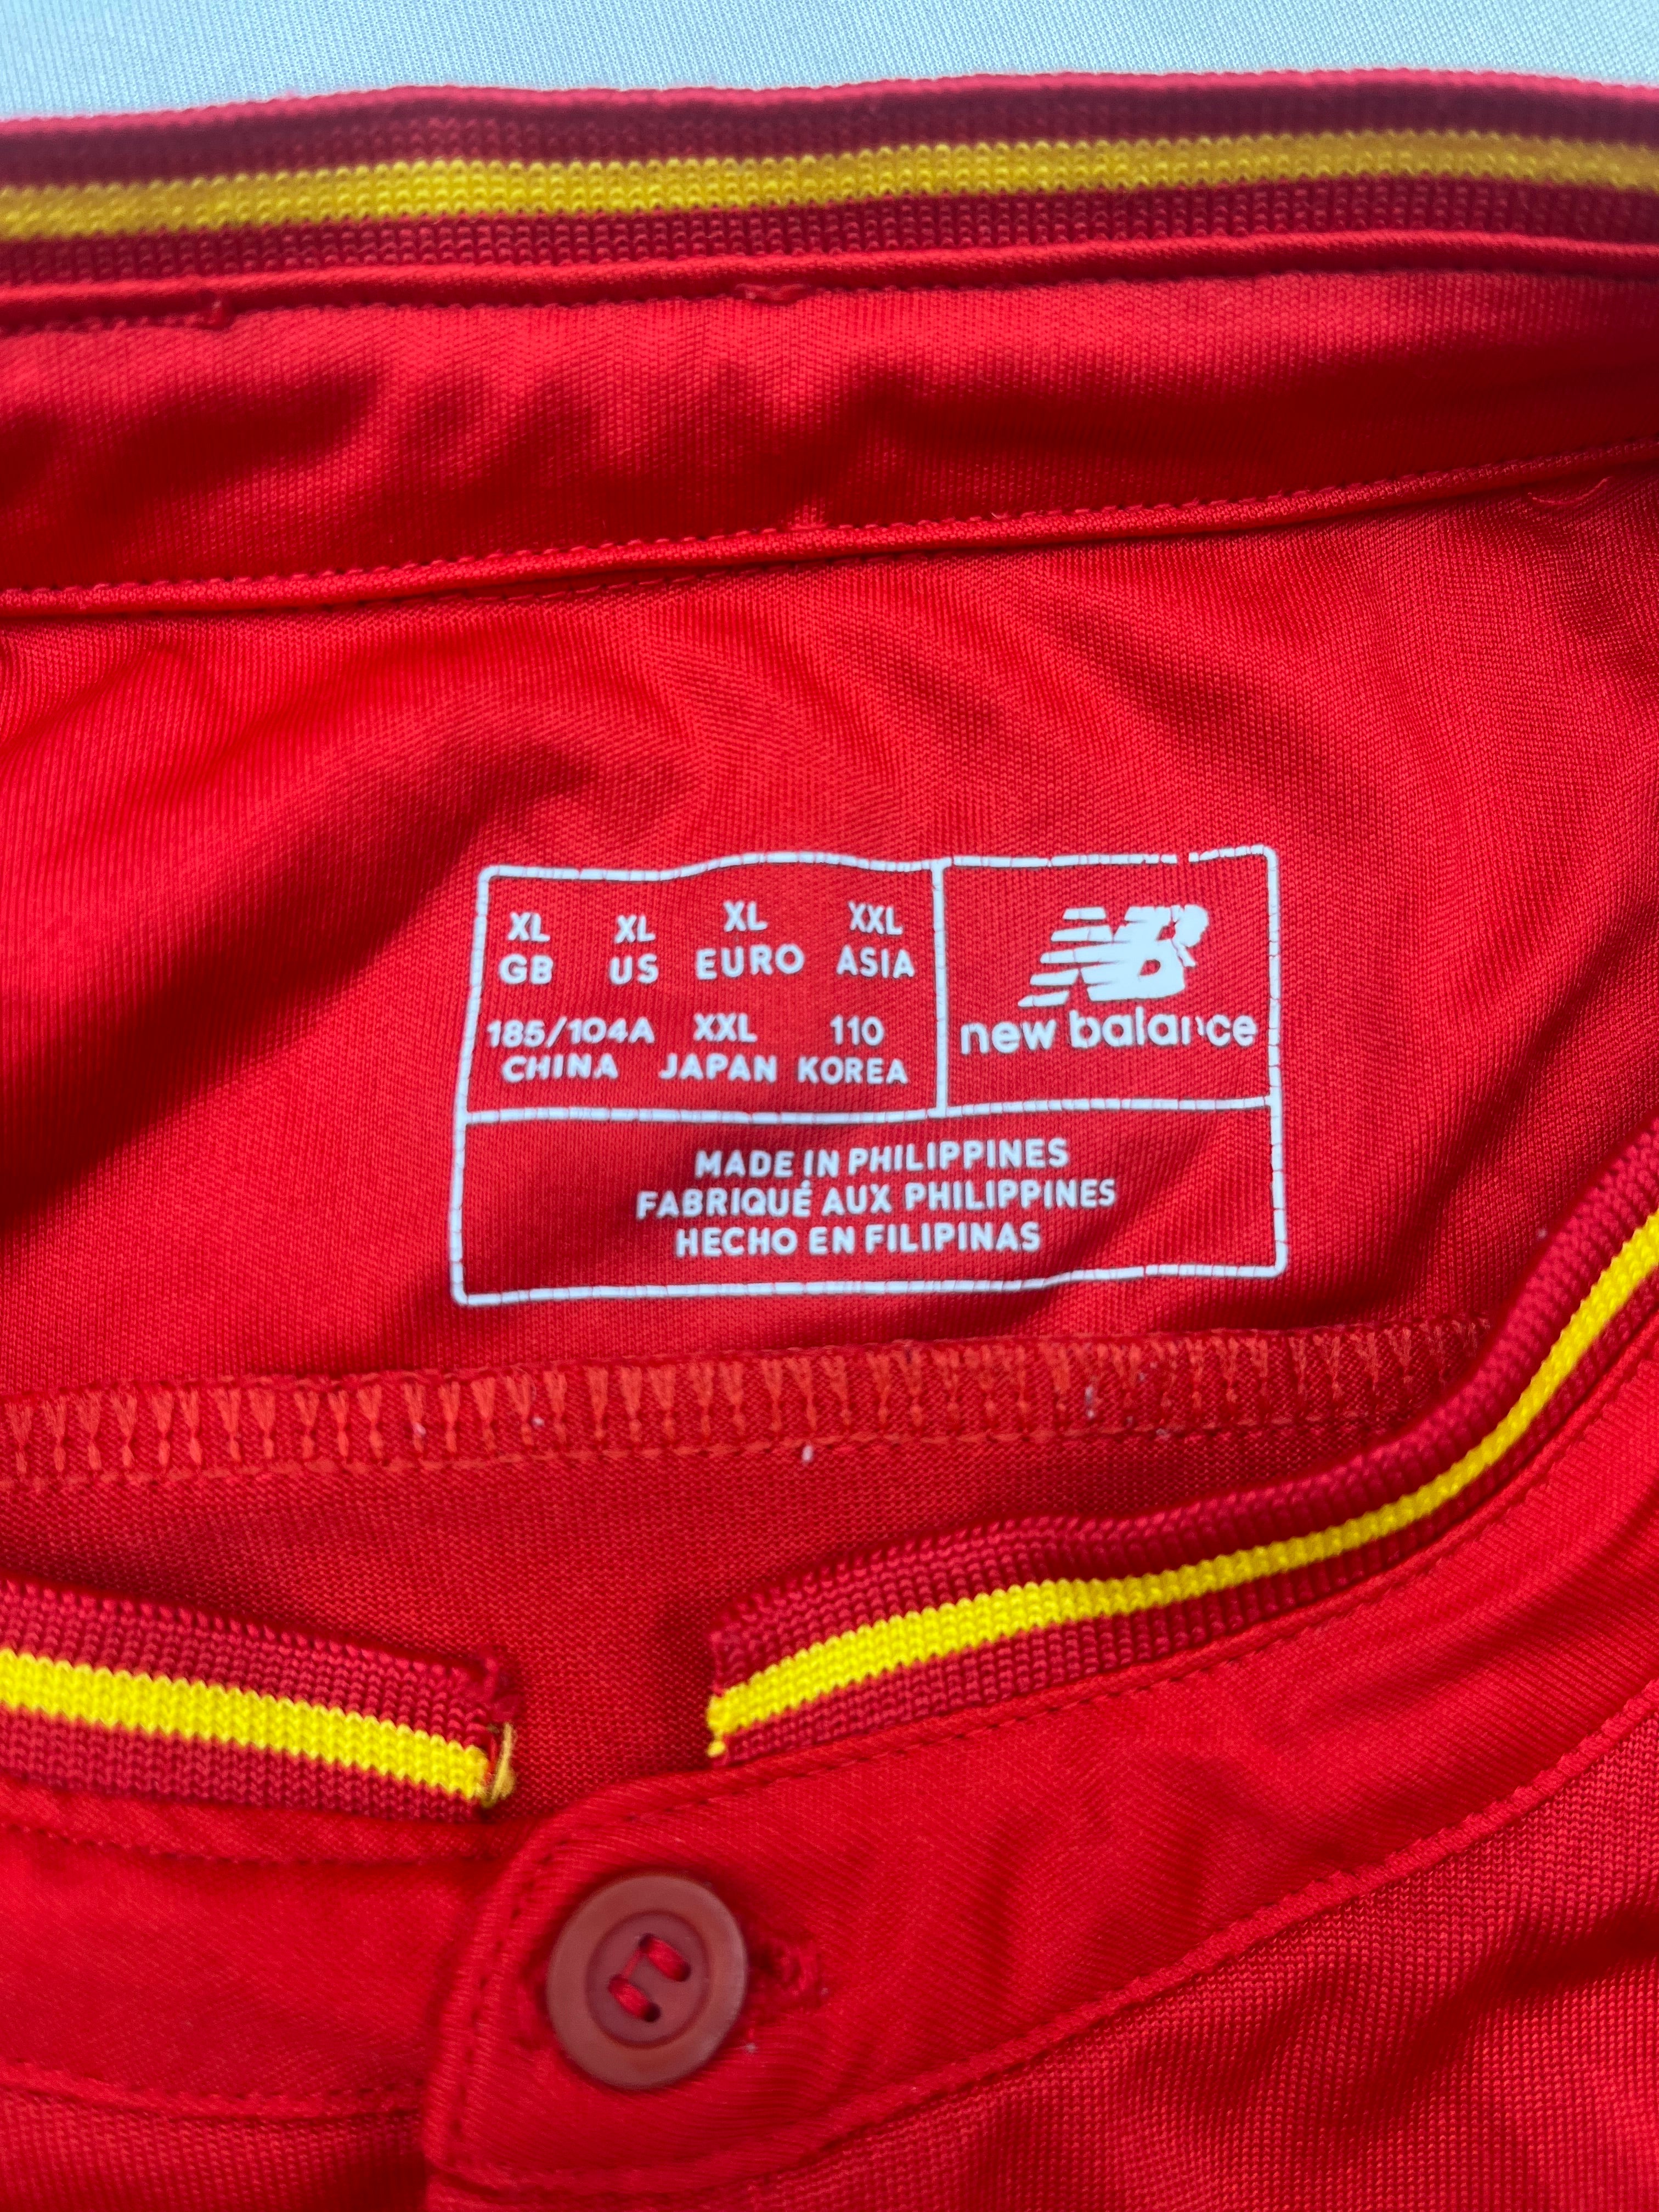 XL XL XL XXL
GB US EURO ASIA
185/104A XXL 110
CHINA JAPAN KOREA
NB
new balance
MADE IN PHILIPPINES
FABRIQUÉ AUX PHILIPPINES
HECHO EN FILIPINAS